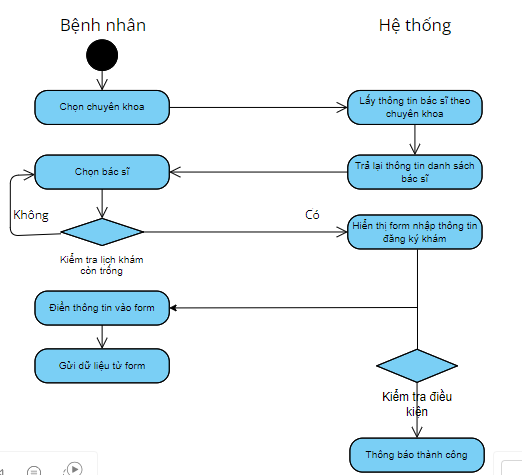 Bệnh nhân
Hệ thống
Chọn chuyên khoa
Lấy thông tin bác sĩ theo
chuyên khoa
Chọn bác sĩ
Trả lại thông tin danh sách
bác sĩ
Không
Có
Hiển thị form nhập thông tin
đăng ký khám
Kiểm tra lịch khám
còn trống
Điền thông tin vào form
Gửi dữ liệu từ form
Kiểm tra điều
kiện
Thông báo thành công